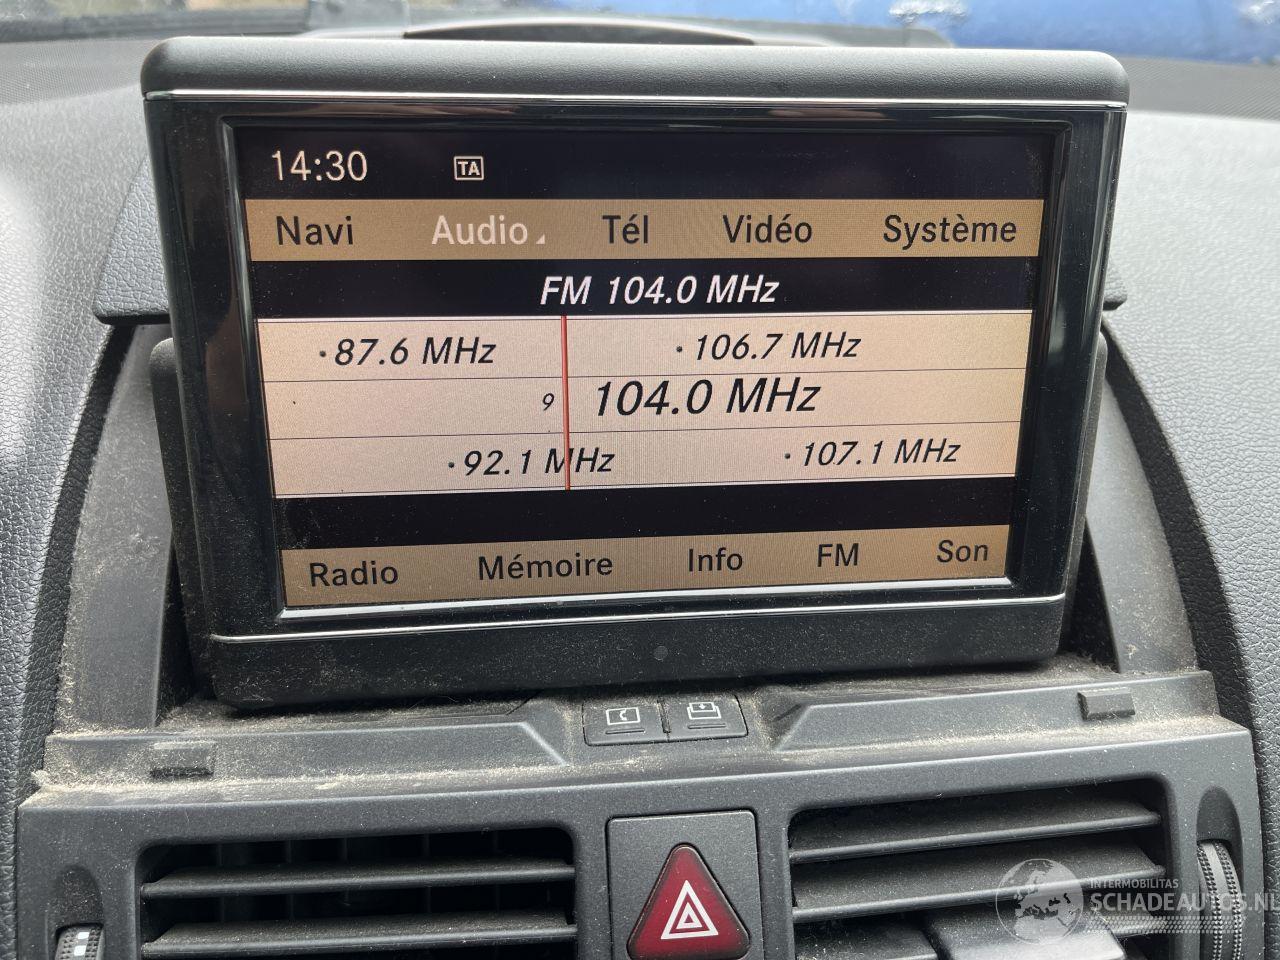 14:30 TA
Navi Audio Tél Vidéo Système
FM 104.0 MHz
·87.6 MHz ·106.7 MHz
9 104.0 MHz
·92.1 MHz ·107.1 MHz
Radio Mémoire Info FM Son
INTERMOBILITAS
SCHADEAUTOS.NL